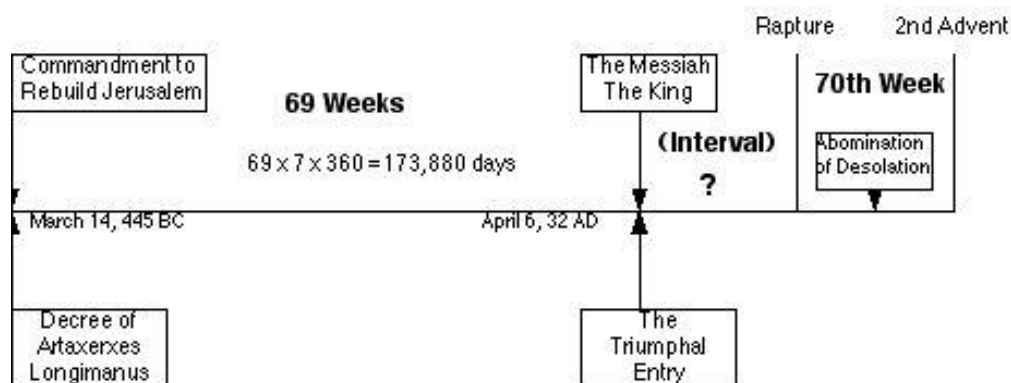 Rapture 2nd Advent
Commandment to
Rebuild Jerusalem
69 Weeks
69 x 7 x 360 = 173,880 days
The Messiah
The King
(Interval)
?
70th Week
Abomination
of Desolation
March 14, 445 BC
April 6, 32 AD
Decree of
Artaxerxes
Longimanus
The
Triumphal
Entry